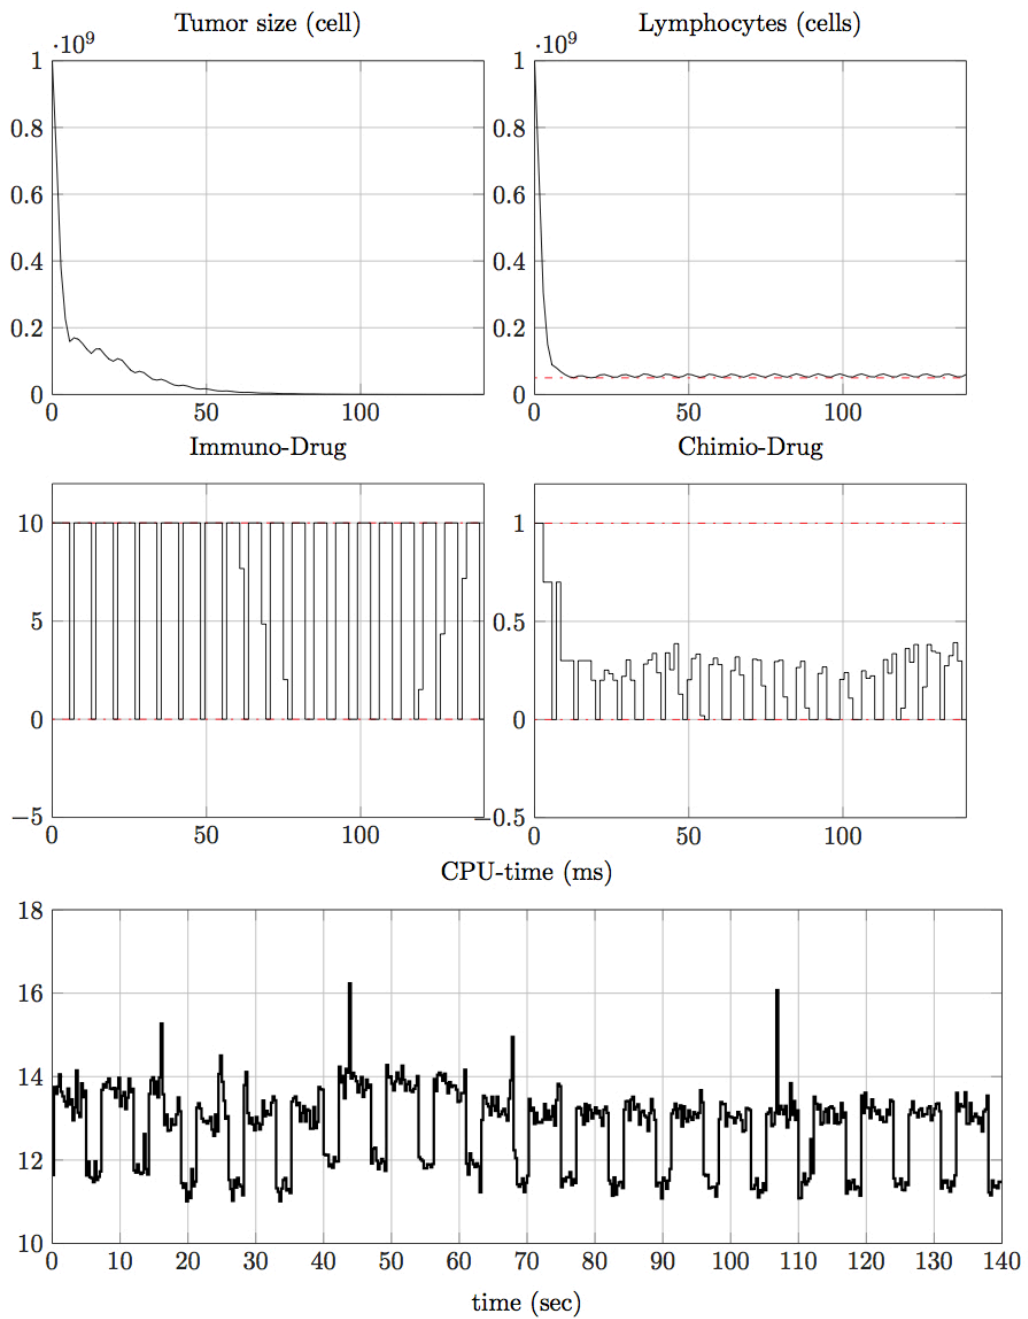 Tumor size (cell) Lymphocytes (cells)
·10⁹ ·10⁹
1 1
0.8 0.8
0.6 0.6
0.4 0.4
0.2 0.2
0 0
0 50 100 0 50 100
Immuno-Drug Chimio-Drug
10 1
5 0.5
0 0
−5 −0.5
0 50 100 0 50 100
CPU-time (ms)
18
16
14
12
10
0 10 20 30 40 50 60 70 80 90 100 110 120 130 140
time (sec)